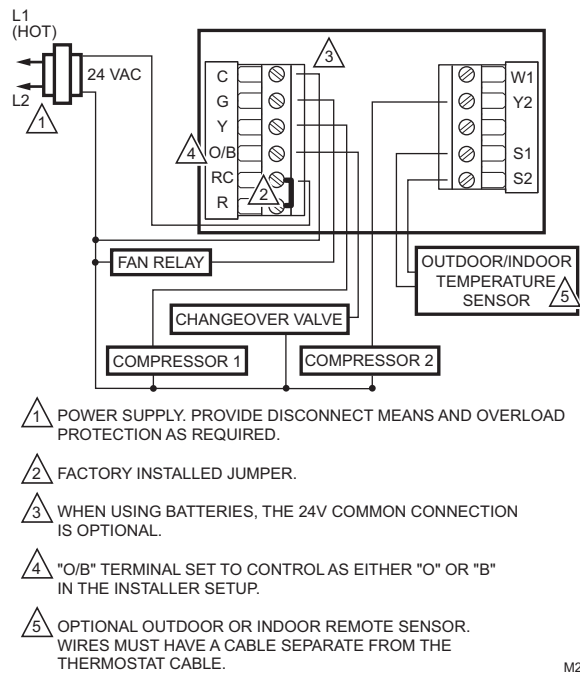 L1
(HOT)
24 VAC
L2
1
3
C
G
Y
4
O/B
RC
2
R
W1
Y2
S1
S2
FAN RELAY
OUTDOOR/INDOOR
TEMPERATURE
SENSOR
5
CHANGEOVER VALVE
COMPRESSOR 1
COMPRESSOR 2
1 POWER SUPPLY. PROVIDE DISCONNECT MEANS AND OVERLOAD
PROTECTION AS REQUIRED.
2 FACTORY INSTALLED JUMPER.
3 WHEN USING BATTERIES, THE 24V COMMON CONNECTION
IS OPTIONAL.
4 "O/B" TERMINAL SET TO CONTROL AS EITHER "O" OR "B"
IN THE INSTALLER SETUP.
5 OPTIONAL OUTDOOR OR INDOOR REMOTE SENSOR.
WIRES MUST HAVE A CABLE SEPARATE FROM THE
THERMOSTAT CABLE.
M2